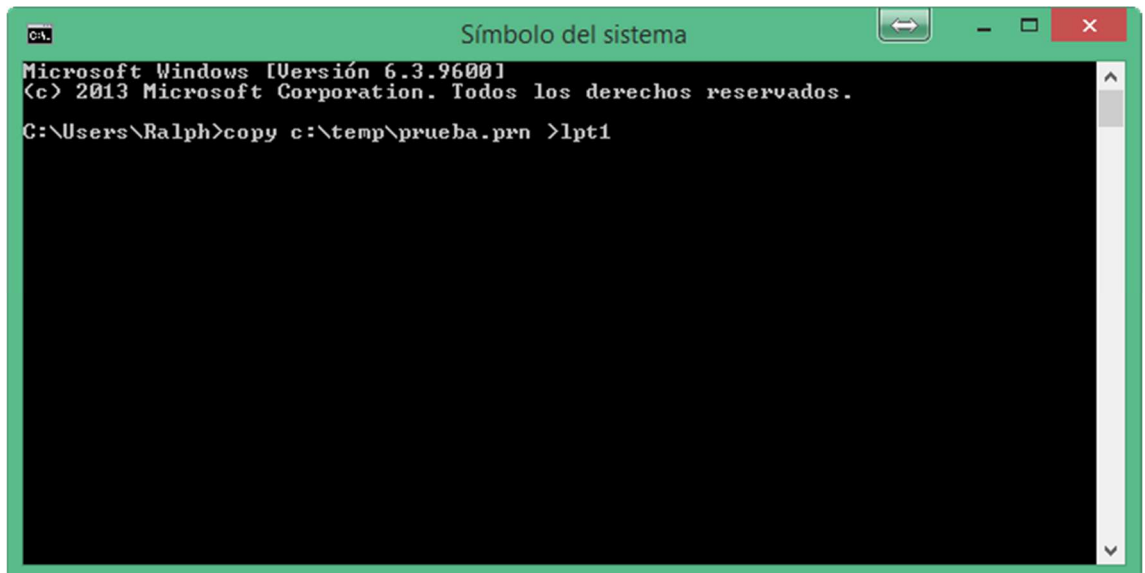 Símbolo del sistema
Microsoft Windows [Versión 6.3.9600]
(c) 2013 Microsoft Corporation. Todos los derechos reservados.
C:\Users\Ralph>copy c:\temp\prueba.prn >lpt1